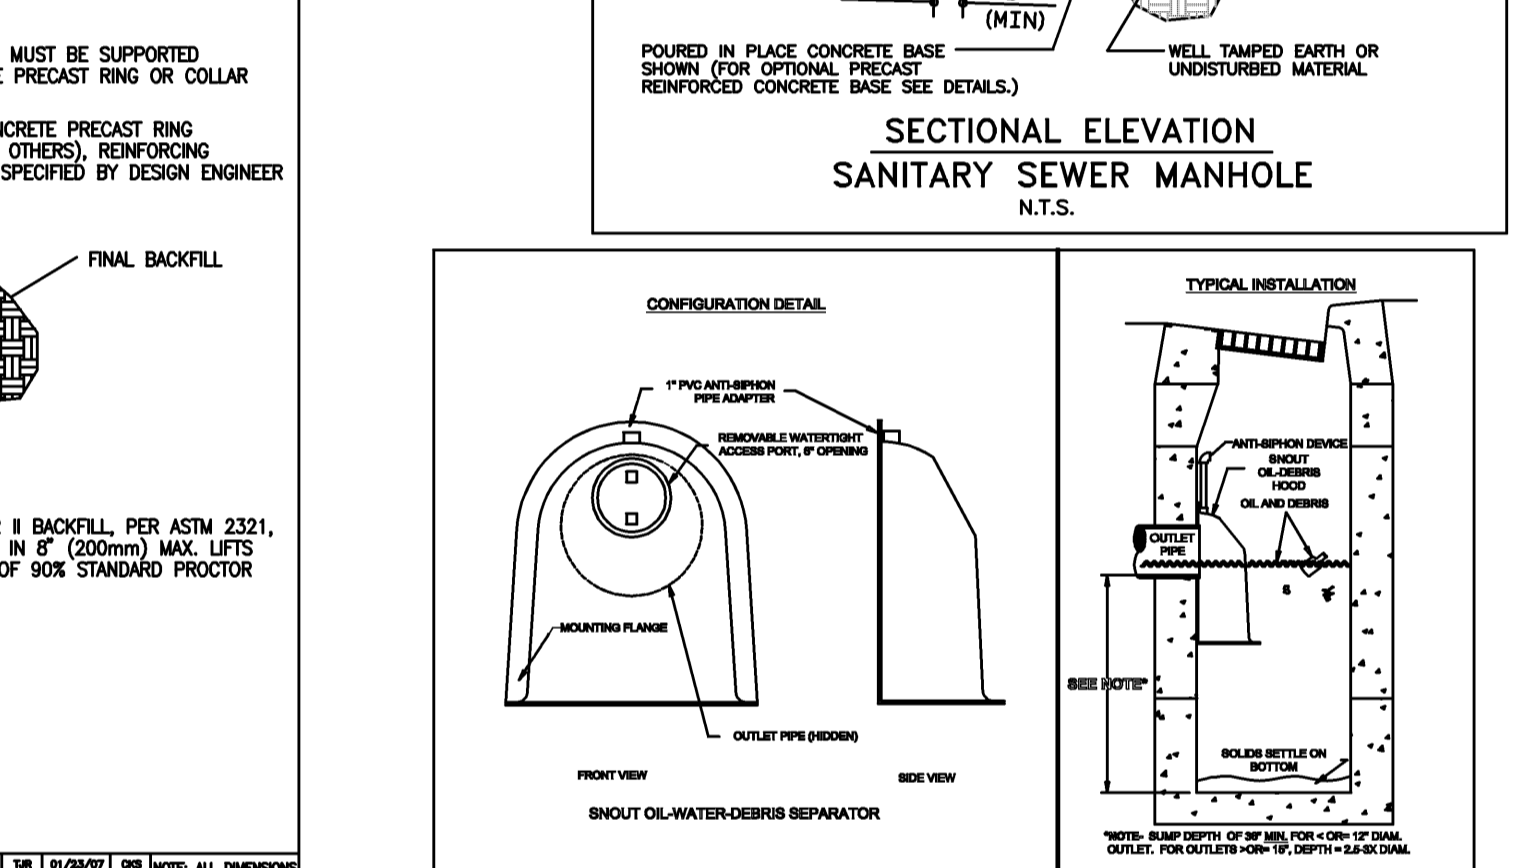 MUST BE SUPPORTED
PRECAST RING OR COLLAR
PRECAST RING
OTHERS), REINFORCING
SPECIFIED BY DESIGN ENGINEER
FINAL BACKFILL
II BACKFILL, PER ASTM 2321,
IN 8" (200mm) MAX. LIFTS
OF 90% STANDARD PROCTOR
TJR 01/23/07 CKS NOTE: ALL DIMENSIONS
(MIN)
POURED IN PLACE CONCRETE BASE
SHOWN (FOR OPTIONAL PRECAST
REINFORCED CONCRETE BASE SEE DETAILS.)
WELL TAMPED EARTH OR
UNDISTURBED MATERIAL
SECTIONAL ELEVATION
SANITARY SEWER MANHOLE
N.T.S.
CONFIGURATION DETAIL
1" PVC ANTI-SIPHON
PIPE ADAPTER
REMOVABLE WATERTIGHT
ACCESS PORT, 6" OPENING
MOUNTING FLANGE
OUTLET PIPE (HIDDEN)
FRONT VIEW
SIDE VIEW
SNOUT OIL-WATER-DEBRIS SEPARATOR
TYPICAL INSTALLATION
ANTI-SIPHON DEVICE
SNOUT
OIL-DEBRIS
HOOD
OIL AND DEBRIS
OUTLET
PIPE
SEE NOTE*
SOLIDS SETTLE ON
BOTTOM
*NOTE- SUMP DEPTH OF 36" MIN. FOR < OR= 12" DIAM.
OUTLET. FOR OUTLETS >OR= 15", DEPTH = 2.5-3X DIAM.